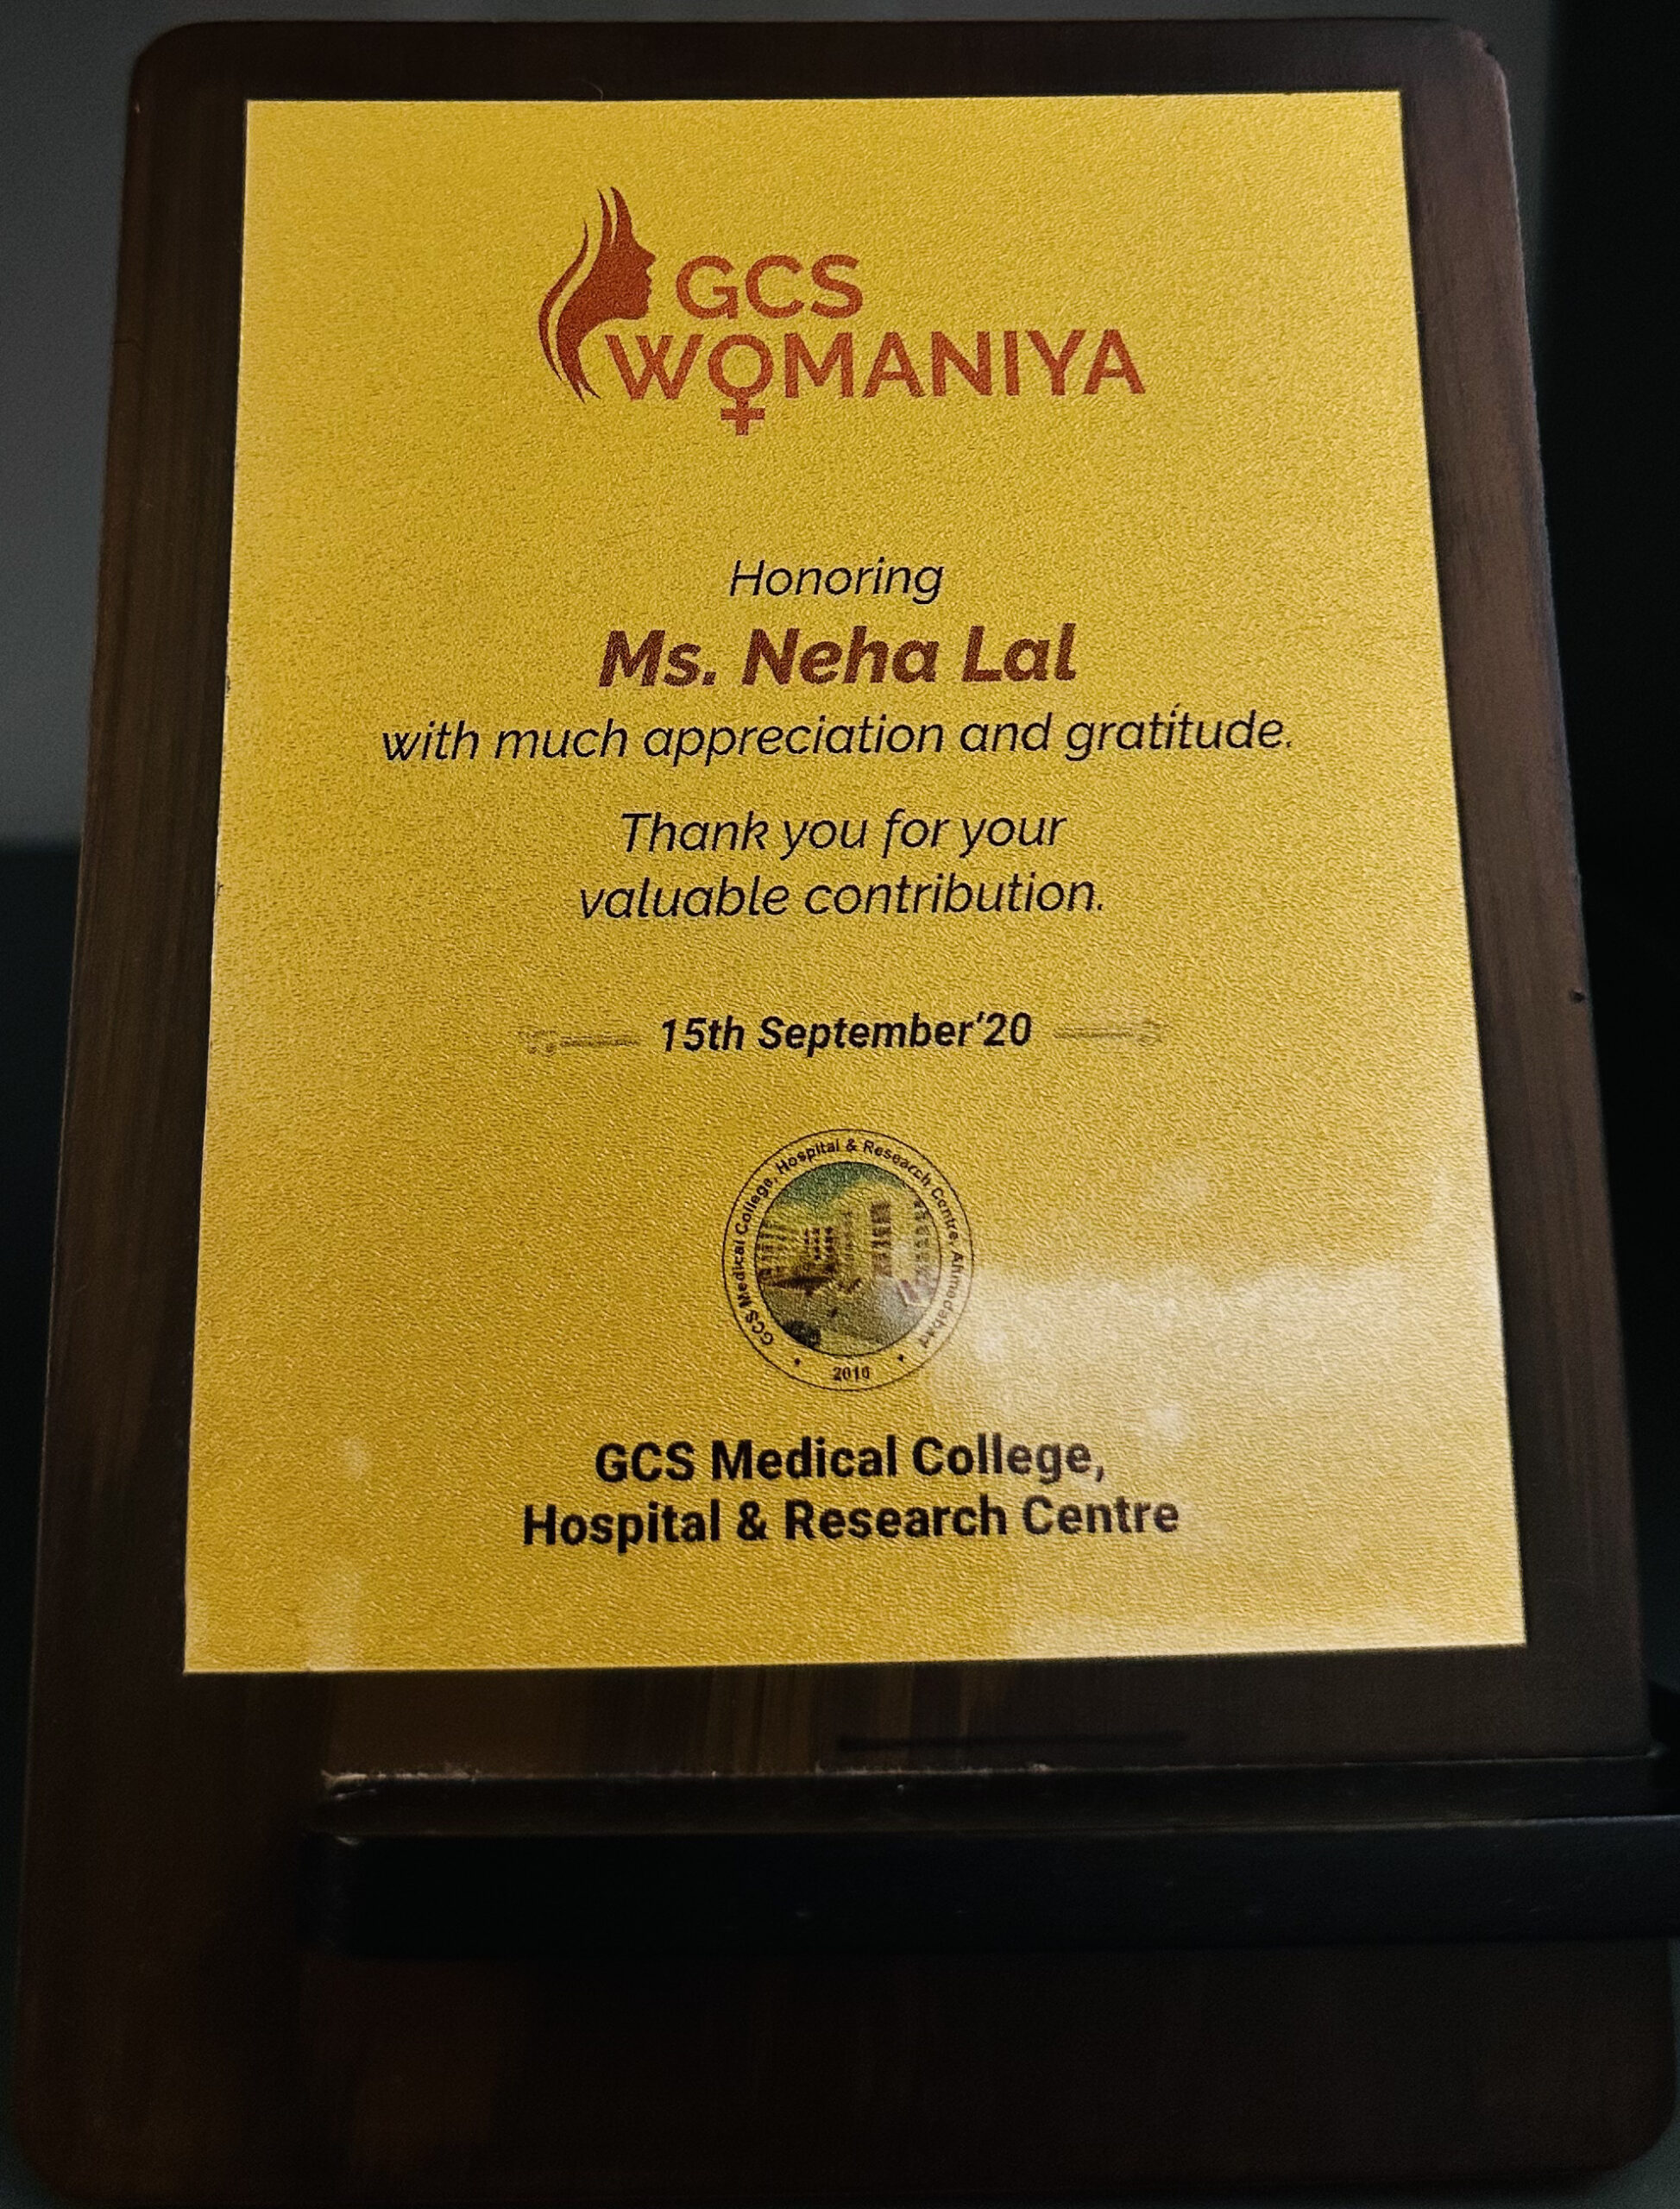 GCS
WOMANIYA
Honoring
Ms. Neha Lal
with much appreciation and gratitude.
Thank you for your
valuable contribution.
15th September'20
GCS Medical College, Hospital & Research Centre, Ahmedabad
2010
GCS Medical College,
Hospital & Research Centre